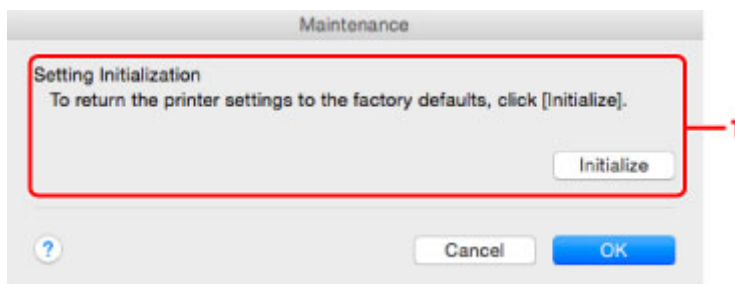 Maintenance
Setting Initialization
To return the printer settings to the factory defaults, click [Initialize].
1
Initialize
?
Cancel
OK